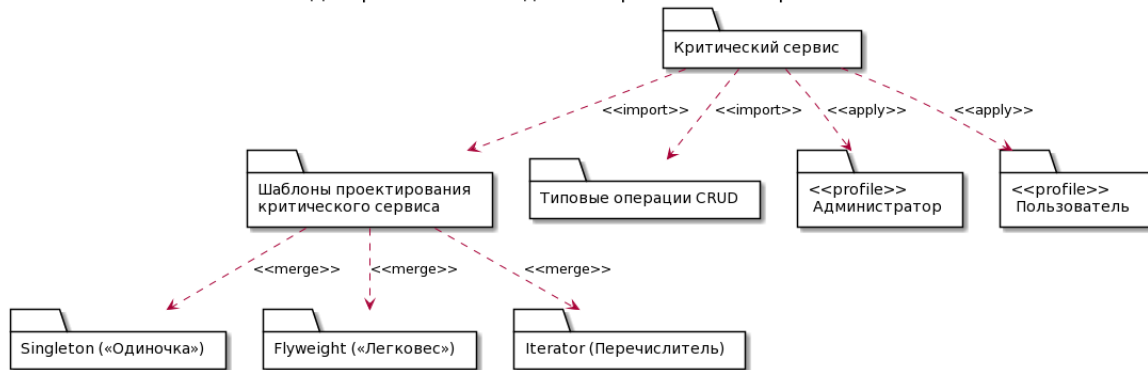 Критический сервис
<<import>>
<<import>>
<<apply>>
<<apply>>
Шаблоны проектирования
критического сервиса
Типовые операции CRUD
<<profile>>
Администратор
<<profile>>
Пользователь
<<merge>>
<<merge>>
<<merge>>
Singleton («Одиночка»)
Flyweight («Легковес»)
Iterator (Перечислитель)